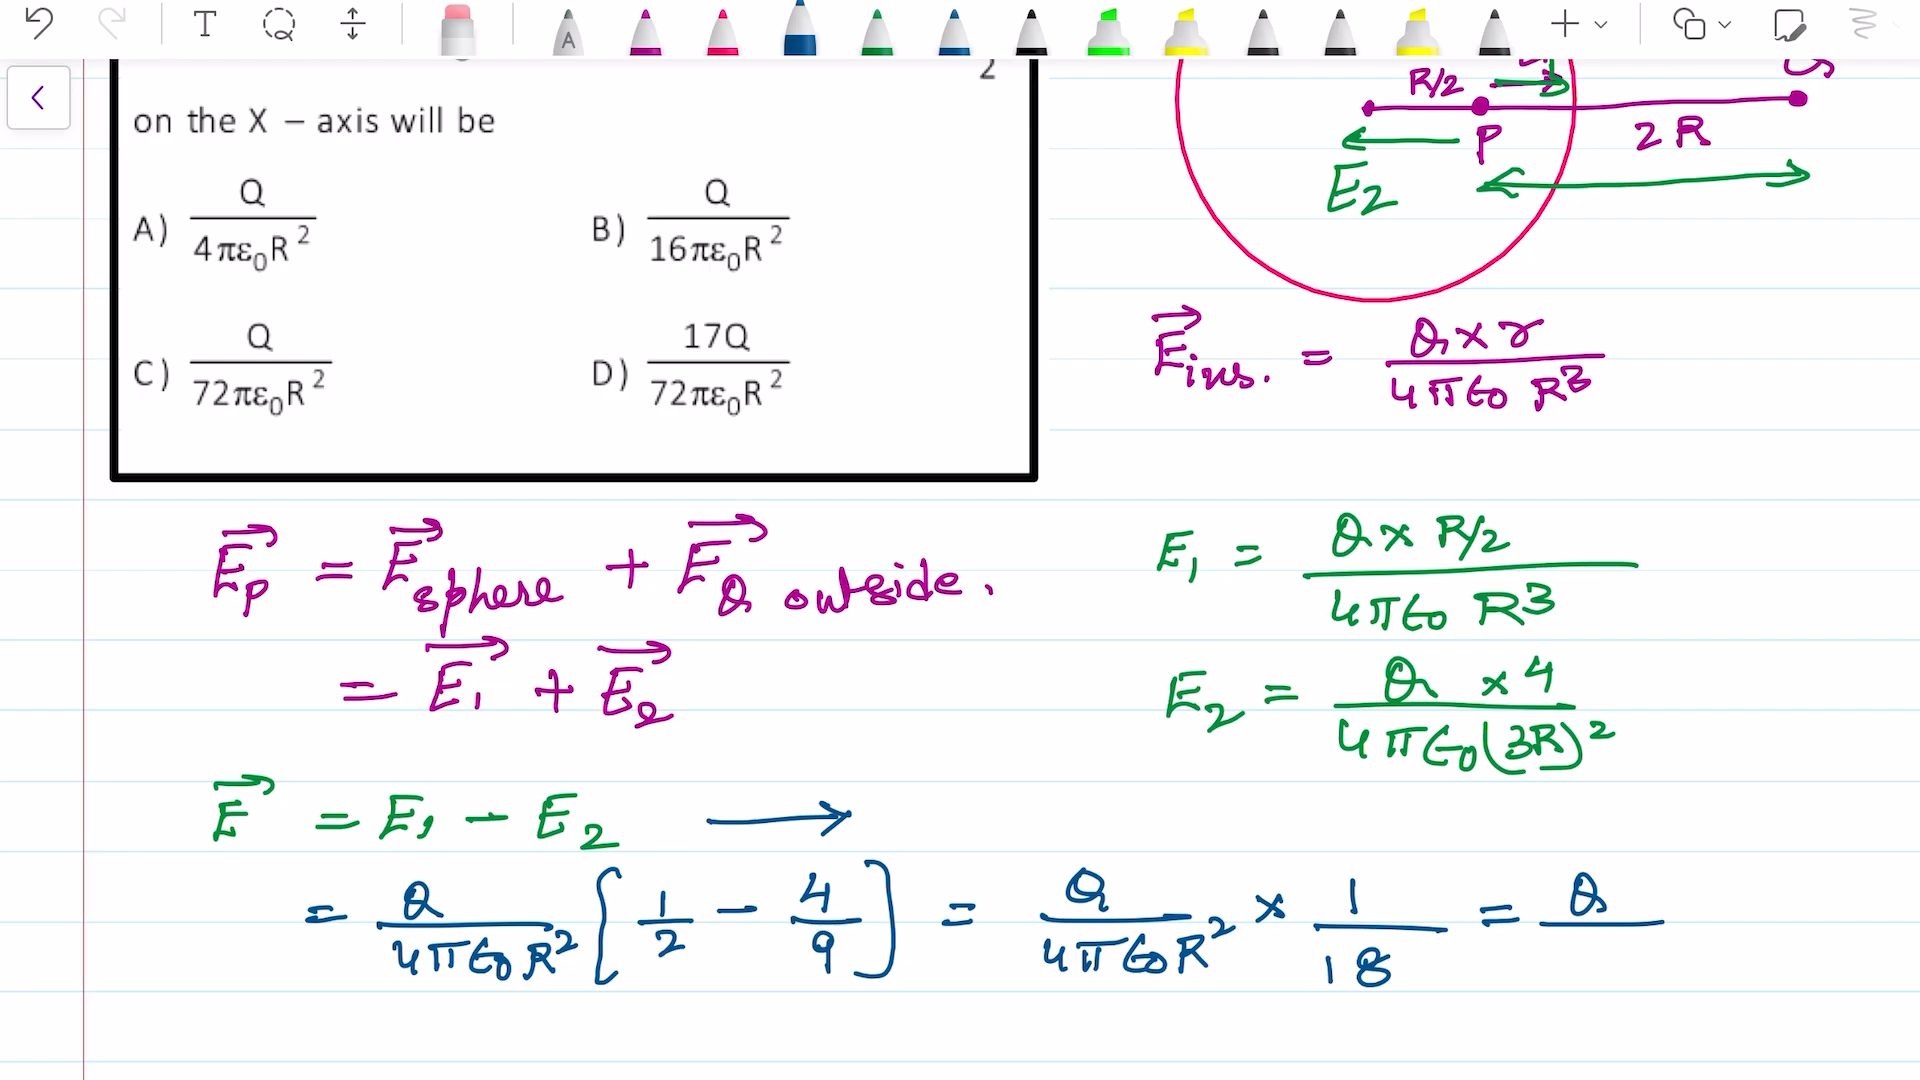 T
A
2
on the X – axis will be
A) Q / 4πε₀R²
B) Q / 16πε₀R²
C) Q / 72πε₀R²
D) 17Q / 72πε₀R²
R/2
P
2R
E₂
E⃗ins. = Q × r / 4πε₀ R³
E⃗p = E⃗sphere + E⃗Q outside.
= E⃗₁ + E⃗₂
E₁ = Q × R/2 / 4πε₀ R³
E₂ = Q × 4 / 4πε₀(3R)²
E⃗ = E₁ – E₂ ⟶
= Q / 4πε₀R² [ 1/2 – 4/9 ] = Q / 4πε₀R² × 1/18 = Q